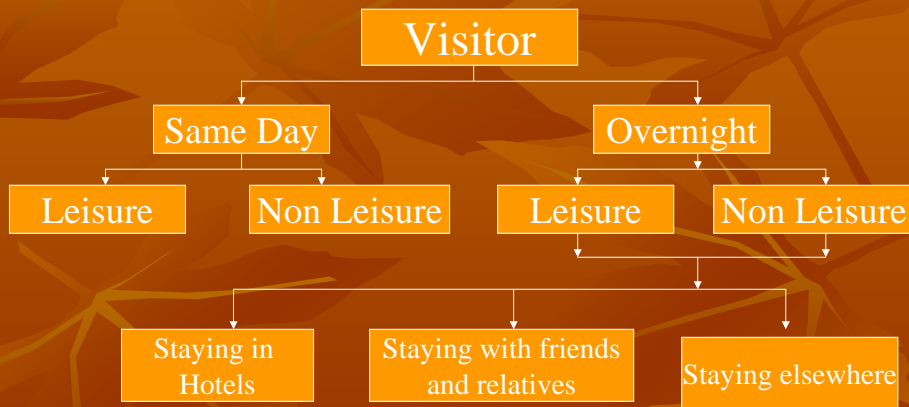 Visitor
Same Day
Overnight
Leisure
Non Leisure
Leisure
Non Leisure
Staying in
Hotels
Staying with friends
and relatives
Staying elsewhere